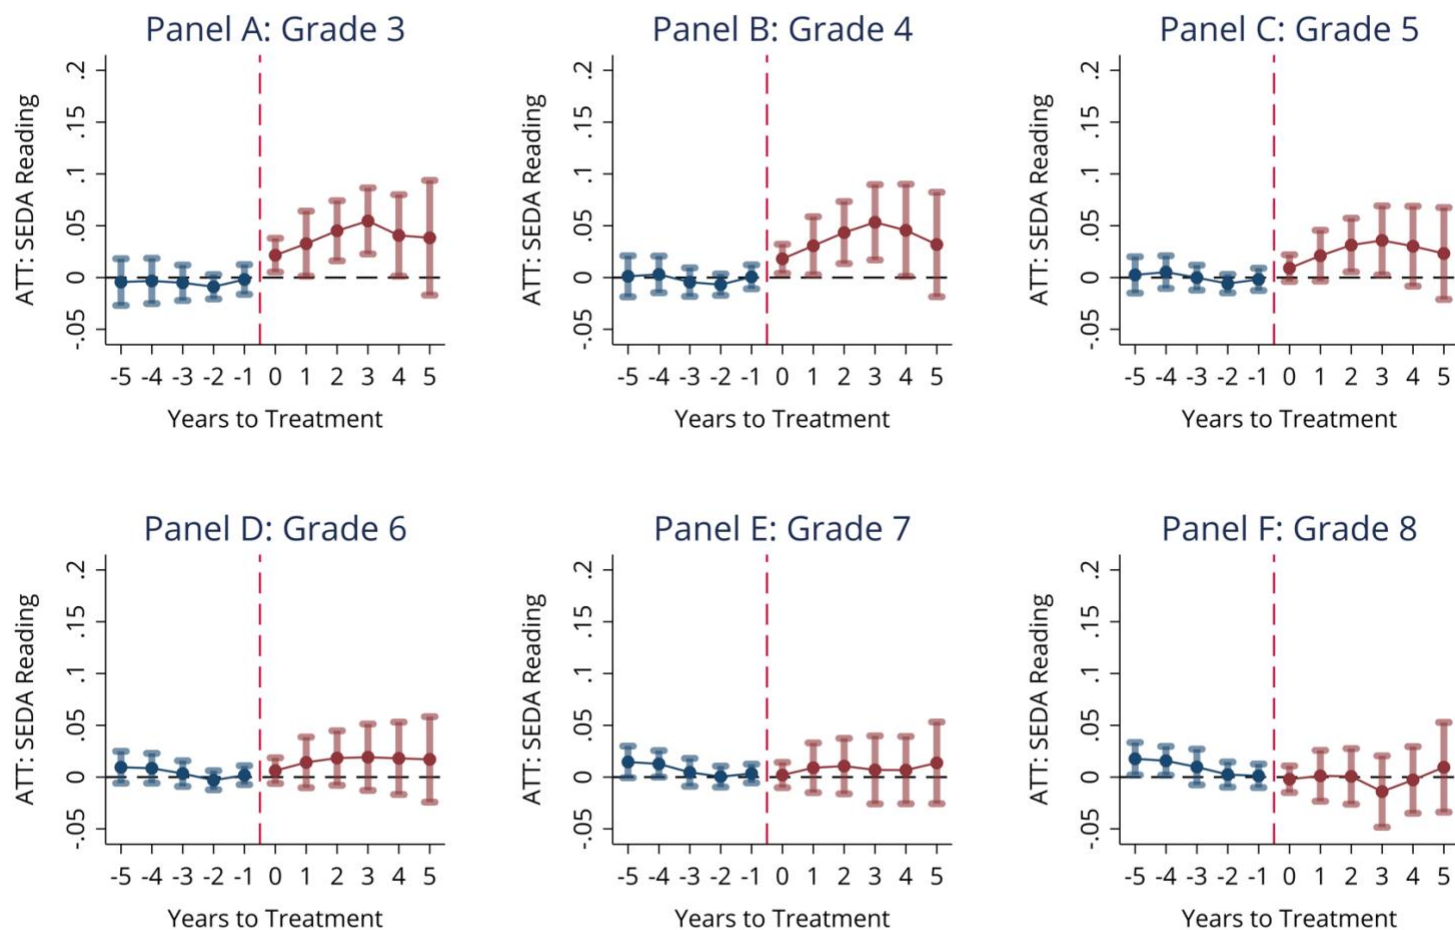 Panel A: Grade 3
ATT: SEDA Reading
.2
.15
.1
.05
0
-.05
-5 -4 -3 -2 -1 0 1 2 3 4 5
Years to Treatment
Panel B: Grade 4
ATT: SEDA Reading
.2
.15
.1
.05
0
-.05
-5 -4 -3 -2 -1 0 1 2 3 4 5
Years to Treatment
Panel C: Grade 5
ATT: SEDA Reading
.2
.15
.1
.05
0
-.05
-5 -4 -3 -2 -1 0 1 2 3 4 5
Years to Treatment
Panel D: Grade 6
ATT: SEDA Reading
.2
.15
.1
.05
0
-.05
-5 -4 -3 -2 -1 0 1 2 3 4 5
Years to Treatment
Panel E: Grade 7
ATT: SEDA Reading
.2
.15
.1
.05
0
-.05
-5 -4 -3 -2 -1 0 1 2 3 4 5
Years to Treatment
Panel F: Grade 8
ATT: SEDA Reading
.2
.15
.1
.05
0
-.05
-5 -4 -3 -2 -1 0 1 2 3 4 5
Years to Treatment